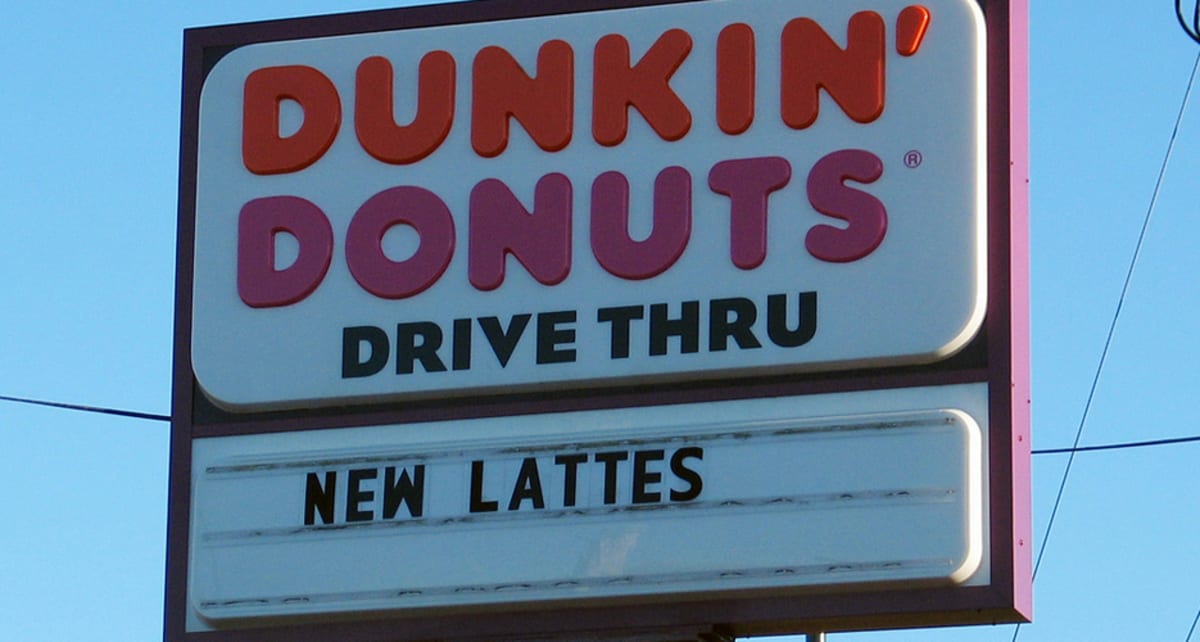 DUNKIN'
DONUTS®
DRIVE THRU
NEW LATTES